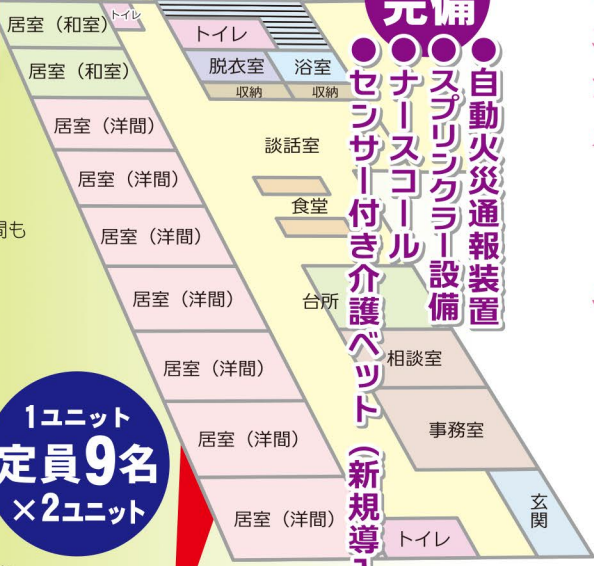 居室（和室）
トイレ
居室（和室）
居室（洋間）
居室（洋間）
居室（洋間）
居室（洋間）
居室（洋間）
居室（洋間）
居室（洋間）
トイレ
脱衣室
浴室
収納
収納
談話室
食堂
台所
相談室
事務室
玄関
トイレ
完備
●自動火災通報装置
●スプリンクラー設備
●ナースコール
●センサー付き介護ベット（新規導入
間も
1ユニット
定員9名
×2ユニット